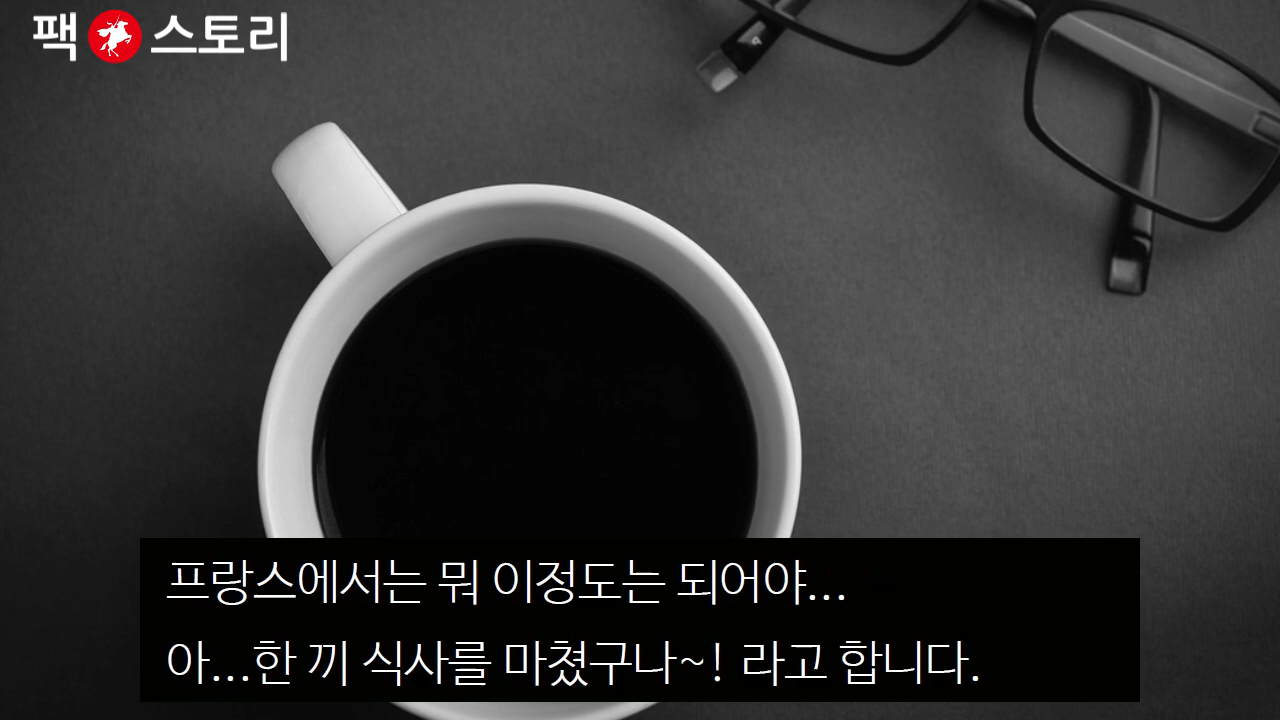 팩 스토리
프랑스에서는 뭐 이정도는 되어야...
아...한 끼 식사를 마쳤구나~! 라고 합니다.